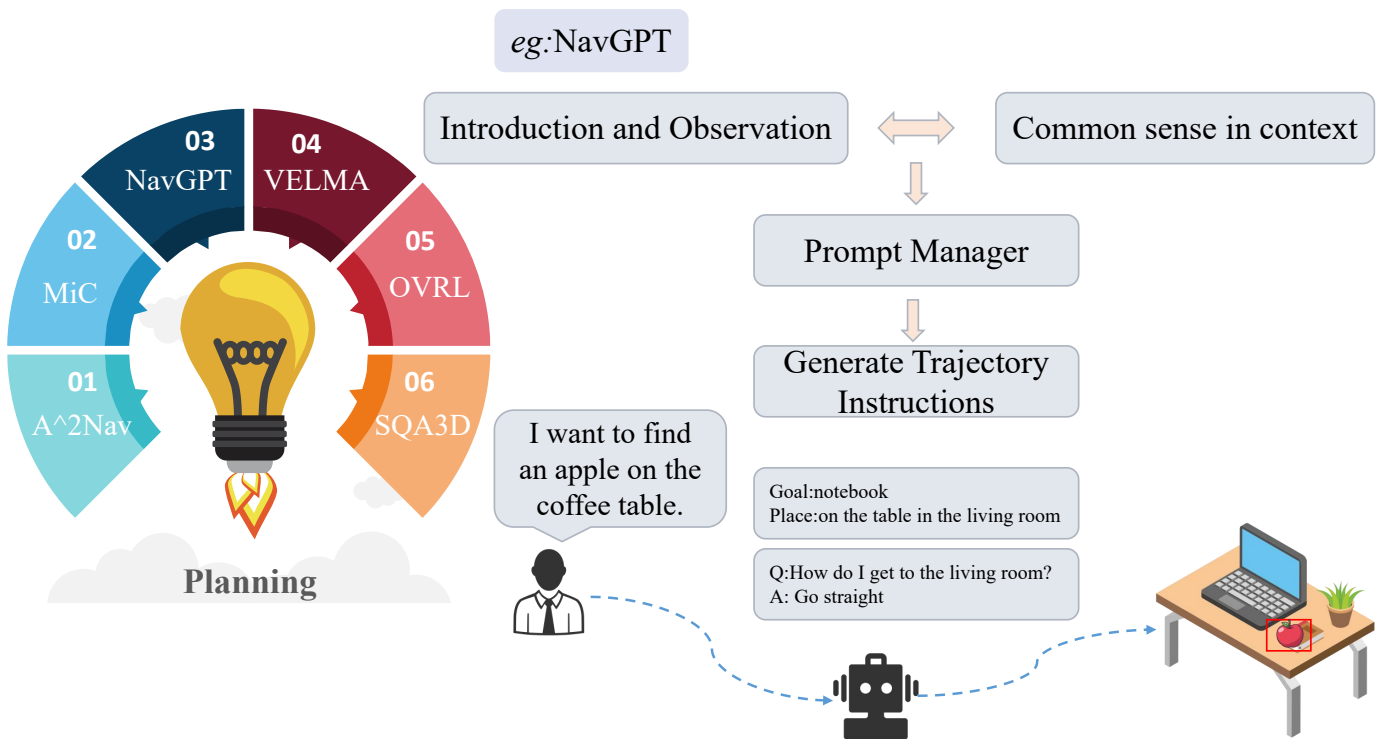 eg:NavGPT
Introduction and Observation
Common sense in context
Prompt Manager
Generate Trajectory
Instructions
01
A^2Nav
02
MiC
03
NavGPT
04
VELMA
05
OVRL
06
SQA3D
Planning
I want to find
an apple on the
coffee table.
Goal:notebook
Place:on the table in the living room
Q:How do I get to the living room?
A: Go straight